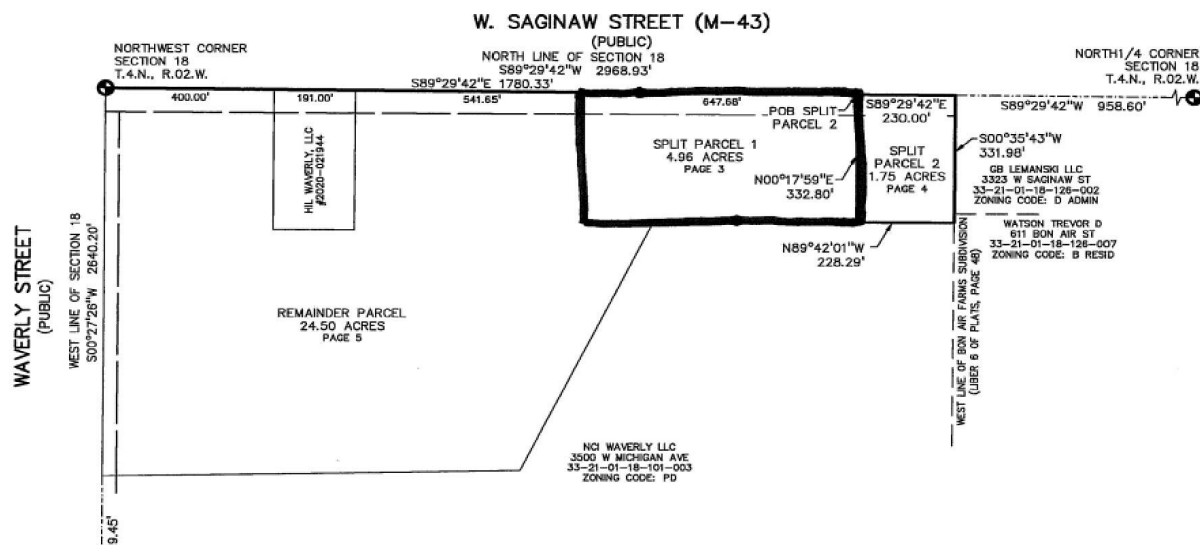 W. SAGINAW STREET (M-43)
(PUBLIC)
NORTHWEST CORNER
SECTION 18
T.4.N., R.02.W.
NORTH LINE OF SECTION 18
S89°29'42"W 2968.93'
S89°29'42"E 1780.33'
NORTH1/4 CORNER
SECTION 18
T.4.N., R.02.W.
400.00'
191.00'
541.65'
647.68'
POB SPLIT
PARCEL 2
S89°29'42"E
230.00'
S89°29'42"W 958.60'
HIL WAVERLY, LLC
#2020-021944
SPLIT PARCEL 1
4.96 ACRES
PAGE 3
N00°17'59"E
332.80'
SPLIT
PARCEL 2
1.75 ACRES
PAGE 4
S00°35'43"W
331.98'
GB LEMANSKI LLC
3323 W SAGINAW ST
33-21-01-18-126-002
ZONING CODE: D ADMIN
WATSON TREVOR D
611 BON AIR ST
33-21-01-18-126-007
ZONING CODE: B RESID
N89°42'01"W
228.29'
WEST LINE OF BON AIR FARMS SUBDIVISION
(LIBER 6 OF PLATS, PAGE 48)
WAVERLY STREET
(PUBLIC)
WEST LINE OF SECTION 18
S00°27'26"W 2640.20'
REMAINDER PARCEL
24.50 ACRES
PAGE 5
NCI WAVERLY LLC
3500 W MICHIGAN AVE
33-21-01-18-101-003
ZONING CODE: PD
9.45'